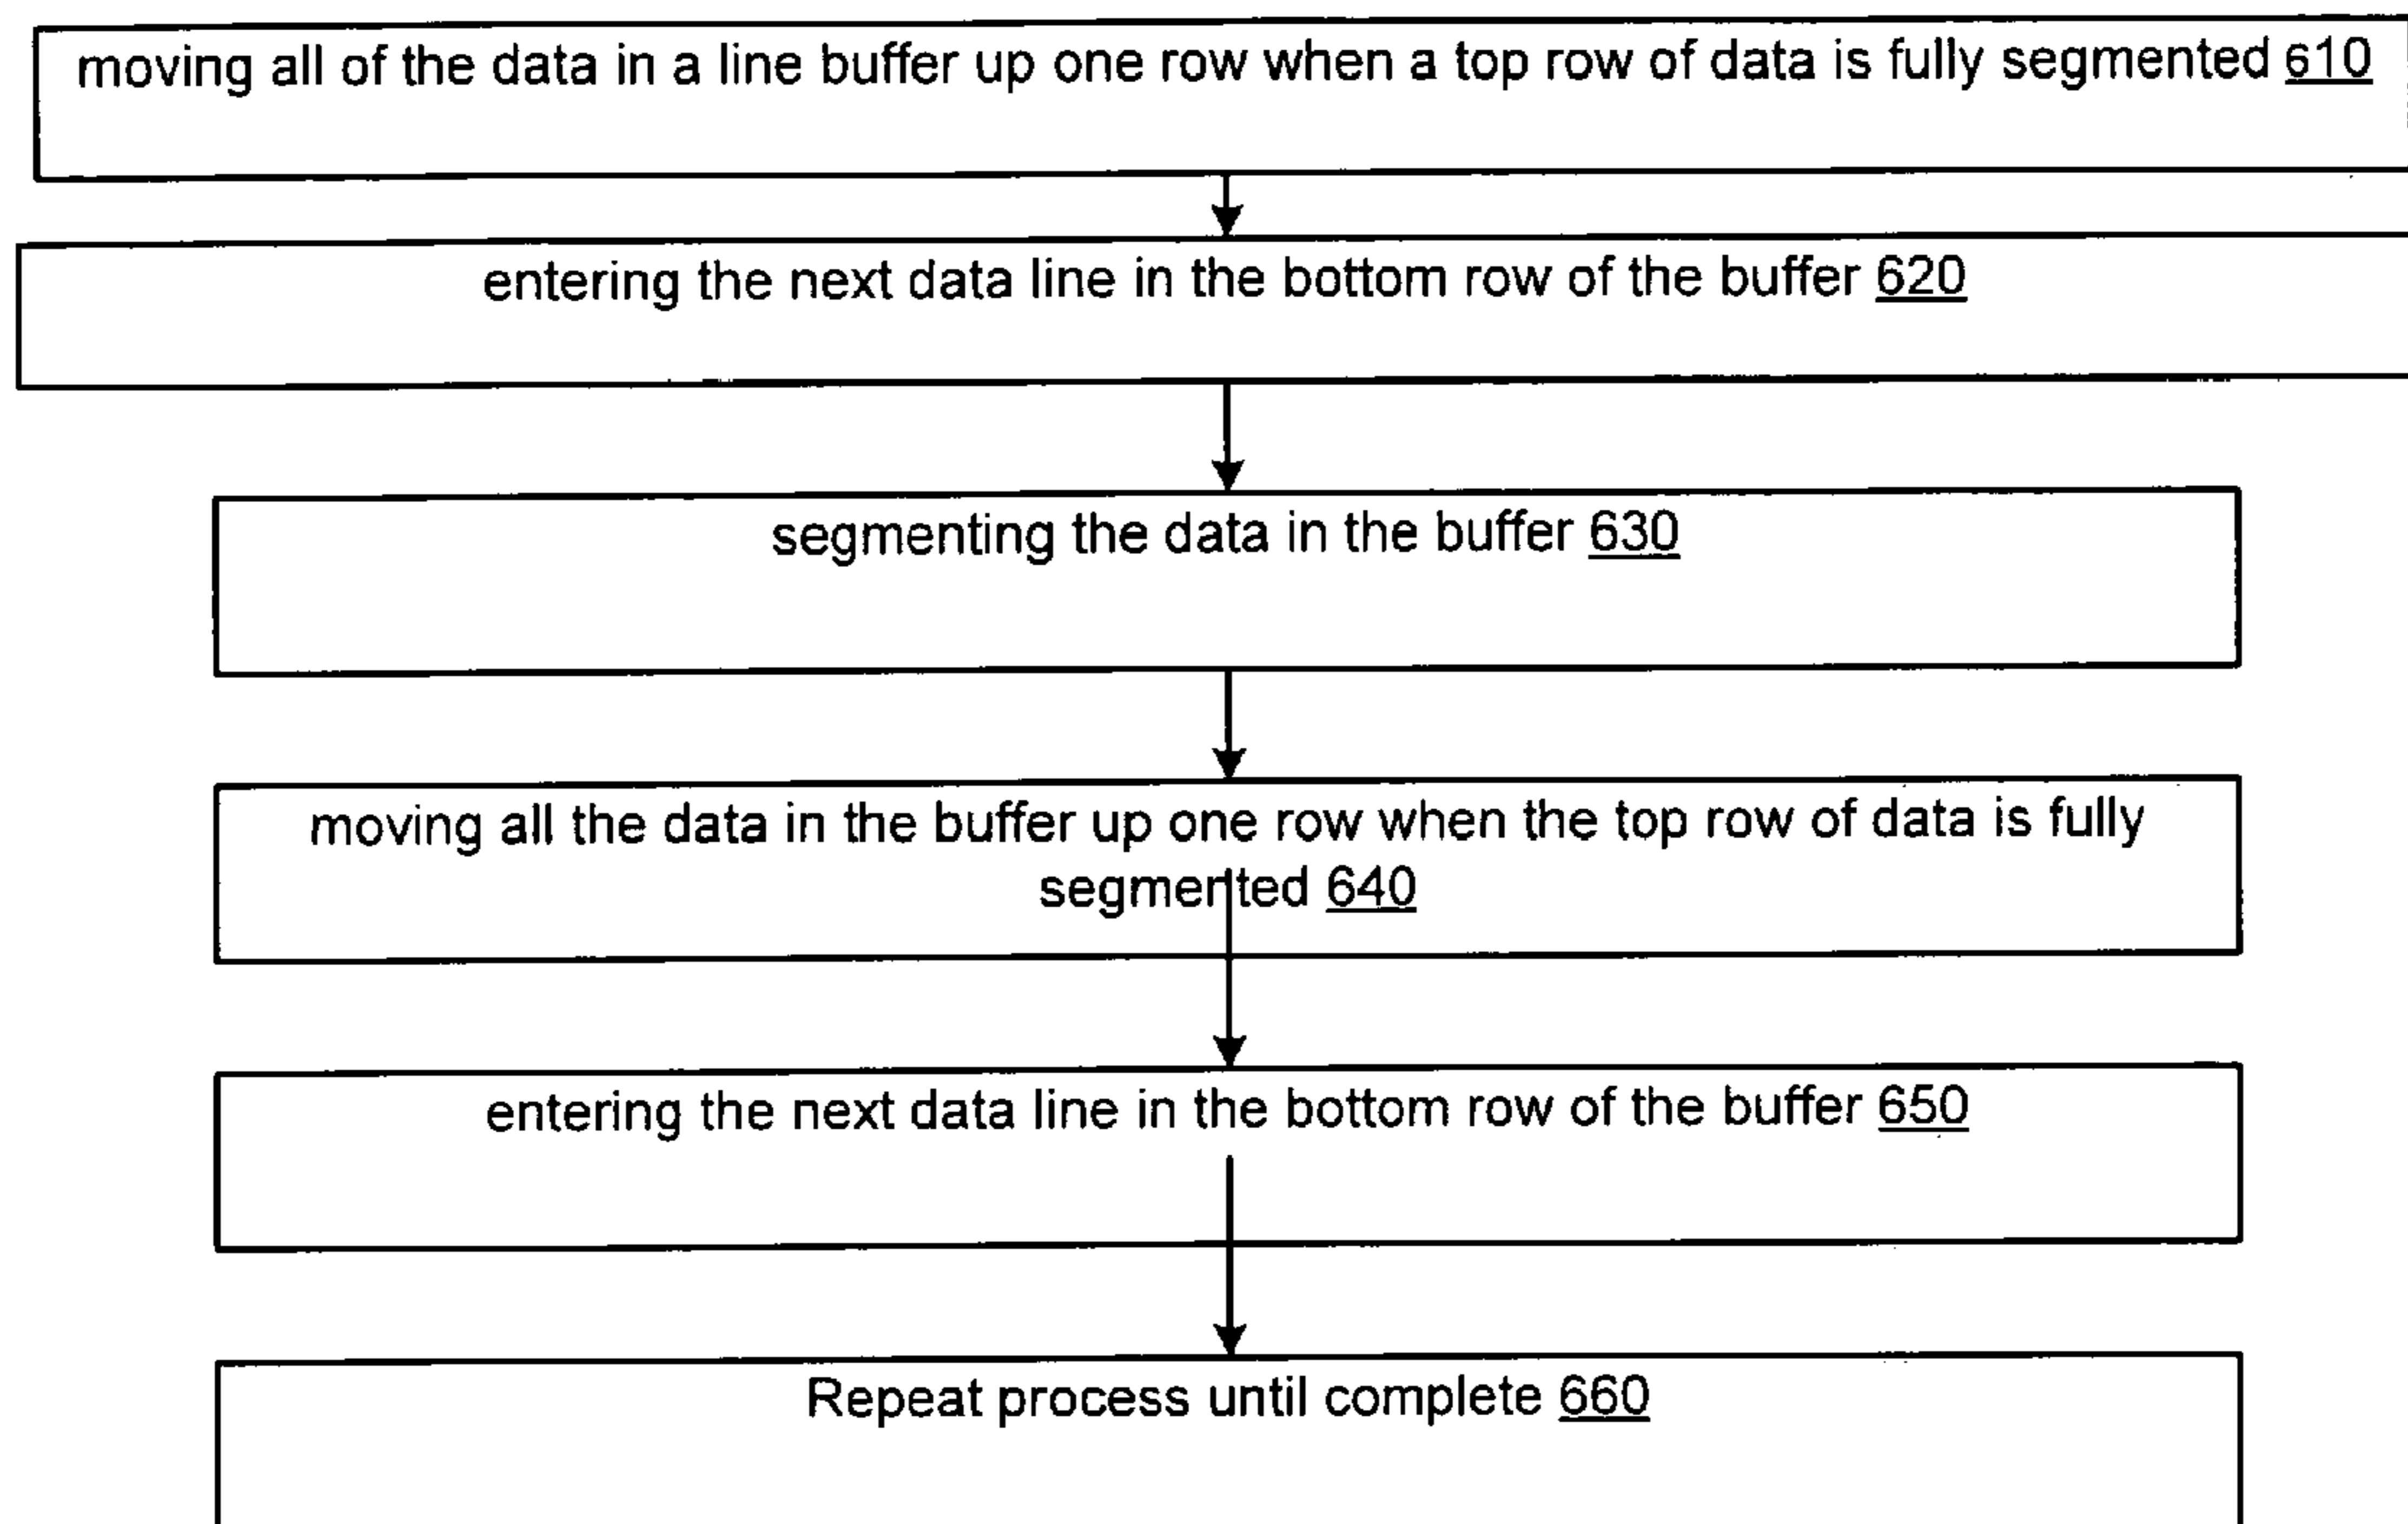 moving all of the data in a line buffer up one row when a top row of data is fully segmented 610
entering the next data line in the bottom row of the buffer 620
segmenting the data in the buffer 630
moving all the data in the buffer up one row when the top row of data is fully
segmented 640
entering the next data line in the bottom row of the buffer 650
Repeat process until complete 660